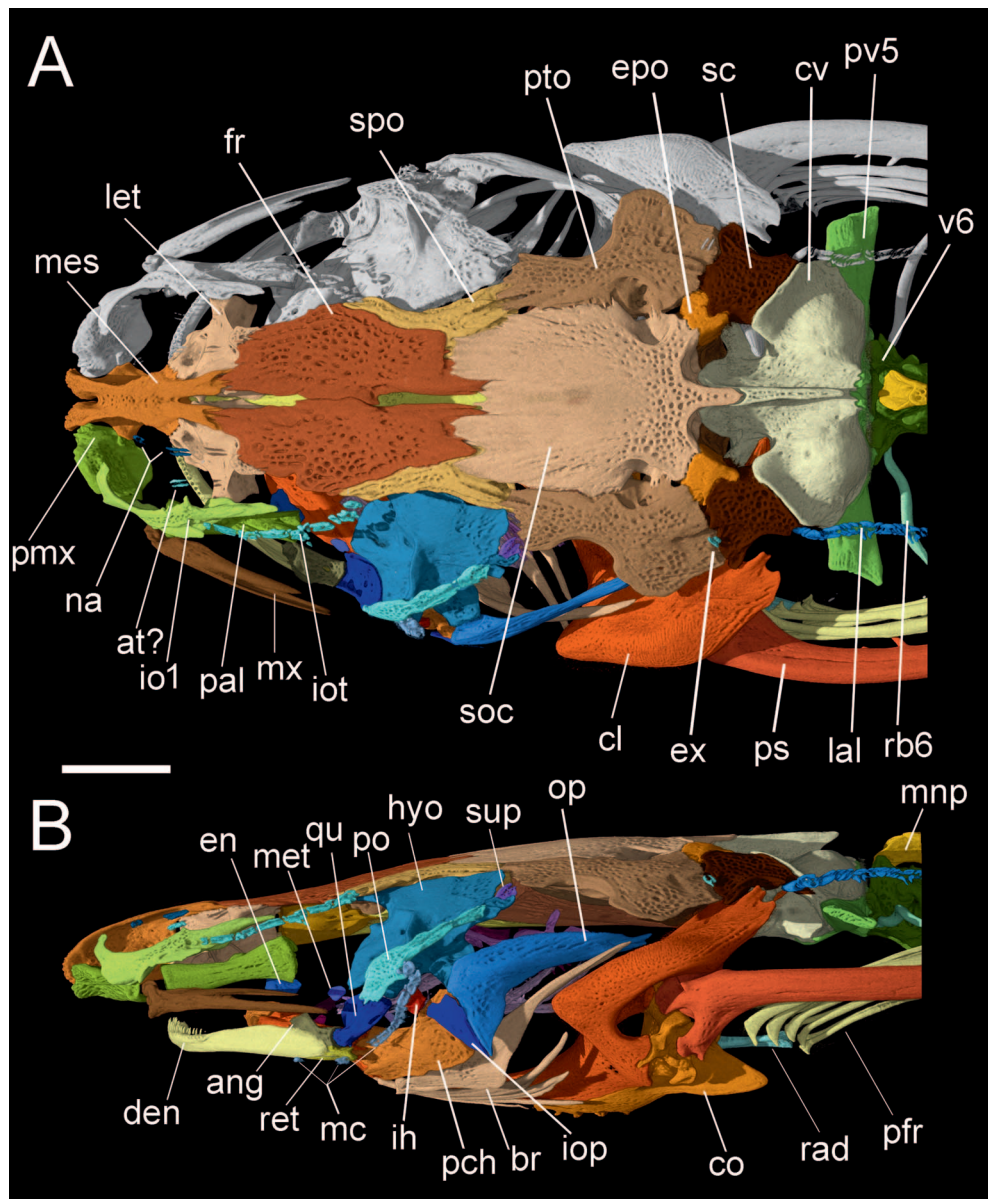 A
fr
spo
pto
epo
sc
cv
pv5
let
mes
v6
pmx
na
at?
io1
pal
mx
iot
soc
cl
ex
ps
lal
rb6
B
en
met
qu
po
hyo
sup
op
mnp
den
ang
ret
mc
ih
pch
br
iop
co
rad
pfr